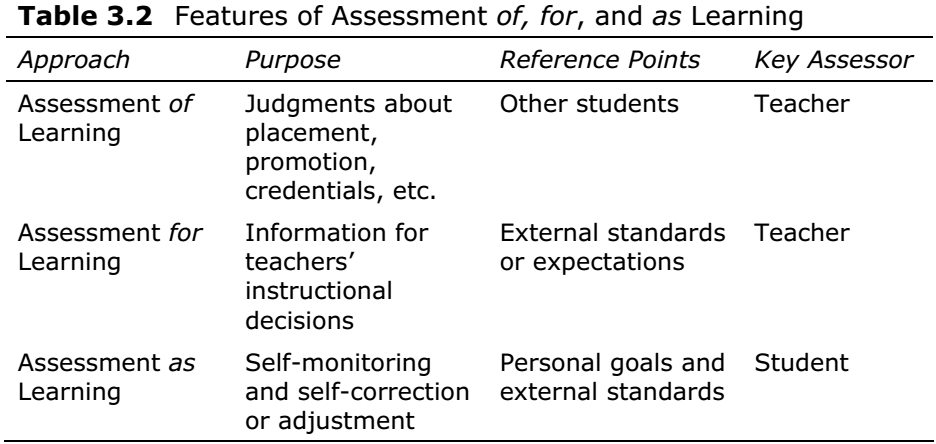 Table 3.2 Features of Assessment of, for, and as Learning
Approach Purpose Reference Points Key Assessor
Assessment of Judgments about Other students Teacher
Learning placement,
promotion,
credentials, etc.
Assessment for Information for External standards Teacher
Learning teachers’ or expectations
instructional
decisions
Assessment as Self-monitoring Personal goals and Student
Learning and self-correction external standards
or adjustment